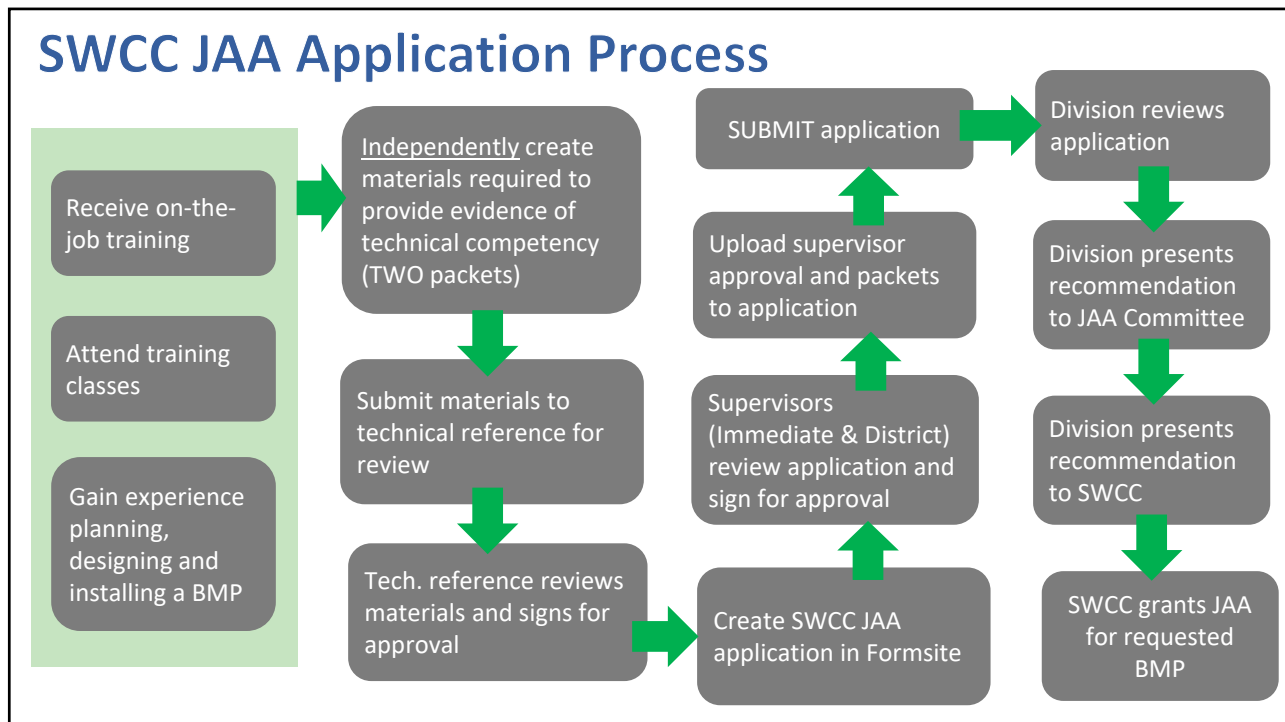 SWCC JAA Application Process
Receive on-the-
job training
Attend training
classes
Gain experience
planning,
designing and
installing a BMP
Independently create
materials required to
provide evidence of
technical competency
(TWO packets)
Submit materials to
technical reference for
review
Tech. reference reviews
materials and signs for
approval
Create SWCC JAA
application in Formsite
Supervisors
(Immediate & District)
review application and
sign for approval
Upload supervisor
approval and packets
to application
SUBMIT application
Division reviews
application
Division presents
recommendation
to JAA Committee
Division presents
recommendation
to SWCC
SWCC grants JAA
for requested
BMP